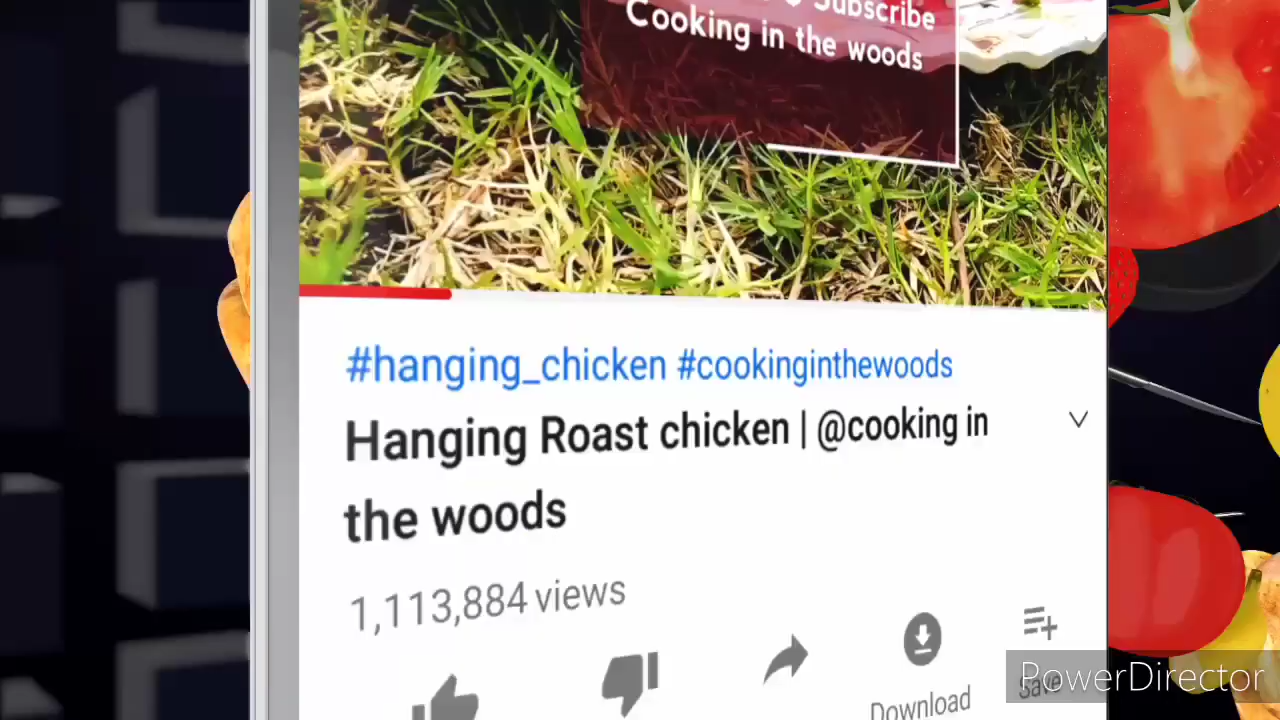 Subscribe
Cooking in the woods
#hanging_chicken #cookinginthewoods
Hanging Roast chicken | @cooking in
the woods
1,113,884 views
Download
Save
PowerDirector